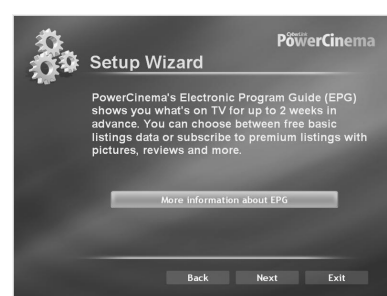 CyberLink
PowerCinema
Setup Wizard
PowerCinema's Electronic Program Guide (EPG)
shows you what's on TV for up to 2 weeks in
advance. You can choose between free basic
listings data or subscribe to premium listings with
pictures, reviews and more.
More information about EPG
Back Next Exit